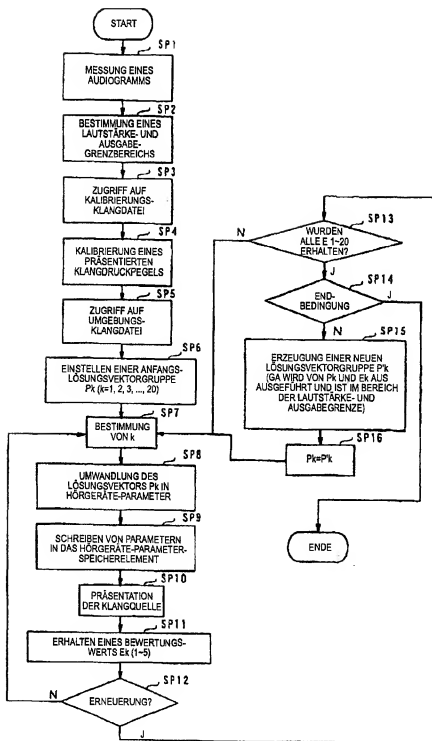 START
SP1
MESSUNG EINES
AUDIOGRAMMS
SP2
BESTIMMUNG EINES
LAUTSTÄRKE- UND
AUSGABE-
GRENZBEREICHS
SP3
ZUGRIFF AUF
KALIBRIERUNGS-
KLANGDATEI
SP4
KALIBRIERUNG EINES
PRÄSENTIERTEN
KLANGDRUCKPEGELS
SP5
ZUGRIFF AUF
UMGEBUNGS-
KLANGDATEI
SP6
EINSTELLEN EINER ANFANGS-
LÖSUNGSVEKTORGRUPPE
Pk (k=1, 2, 3, ..., 20)
SP7
BESTIMMUNG
VON k
SP8
UMWANDLUNG DES
LÖSUNGSVEKTORS Pk IN
HÖRGERÄTE-PARAMETER
SP9
SCHREIBEN VON PARAMETERN
IN DAS HÖRGERÄTE-PARAMETER-
SPEICHERELEMENT
SP10
PRÄSENTATION
DER KLANGQUELLE
SP11
ERHALTEN EINES BEWERTUNGS-
WERTS Ek (1~5)
SP12
N
ERNEUERUNG?
J
SP13
N
WURDEN
ALLE E 1~20
ERHALTEN?
J
SP14
END-
BEDINGUNG
J
N
SP15
ERZEUGUNG EINER NEUEN
LÖSUNGSVEKTORGRUPPE P'k
(GA WIRD VON Pk UND Ek AUS
AUSGEFÜHRT UND IST IM BEREICH
DER LAUTSTÄRKE- UND
AUSGABEGRENZE)
SP16
Pk=P'k
ENDE